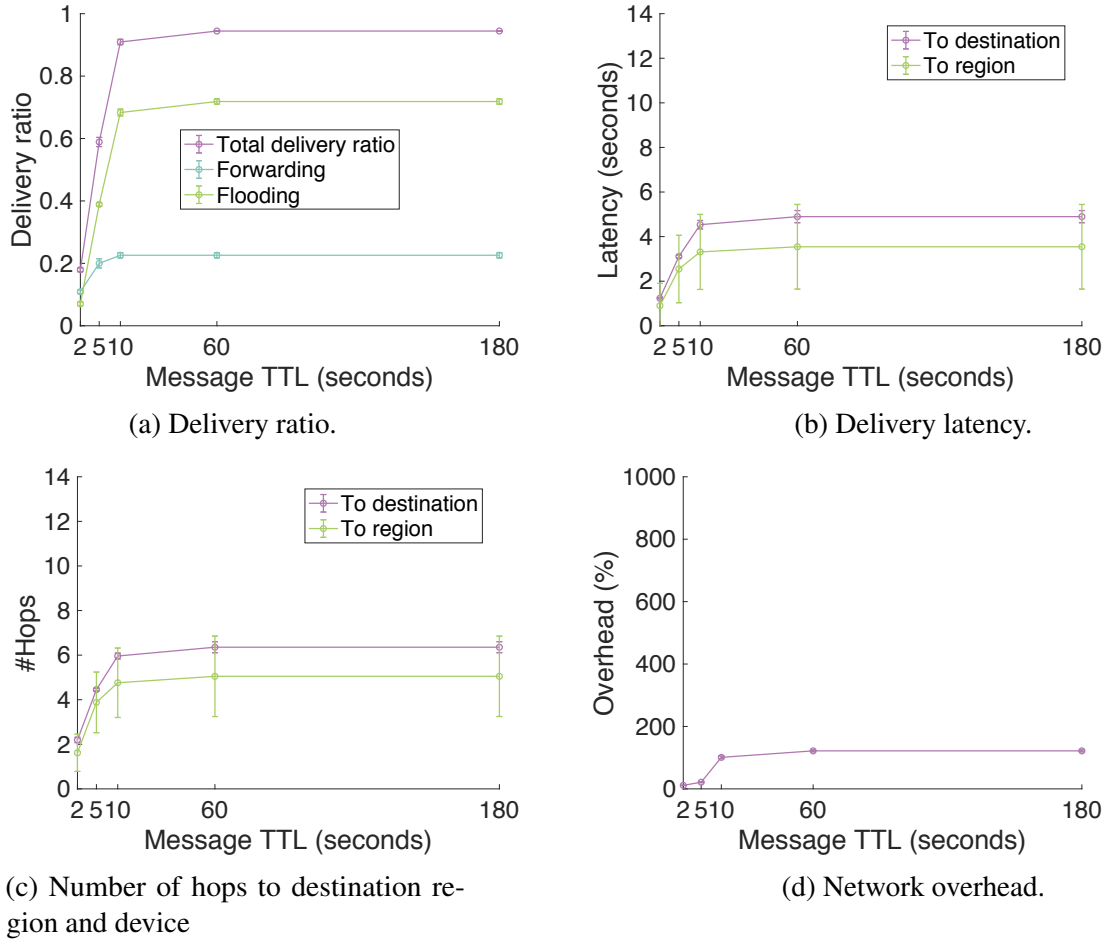 1
0.8
0.6
0.4
0.2
0
Delivery ratio
Total delivery ratio
Forwarding
Flooding
2 5 10 60 180
Message TTL (seconds)
(a) Delivery ratio.
14
12
10
8
6
4
2
0
Latency (seconds)
To destination
To region
2 5 10 60 180
Message TTL (seconds)
(b) Delivery latency.
14
12
10
8
6
4
2
0
#Hops
To destination
To region
2 5 10 60 180
Message TTL (seconds)
(c) Number of hops to destination re-
gion and device
1000
800
600
400
200
0
Overhead (%)
2 5 10 60 180
Message TTL (seconds)
(d) Network overhead.